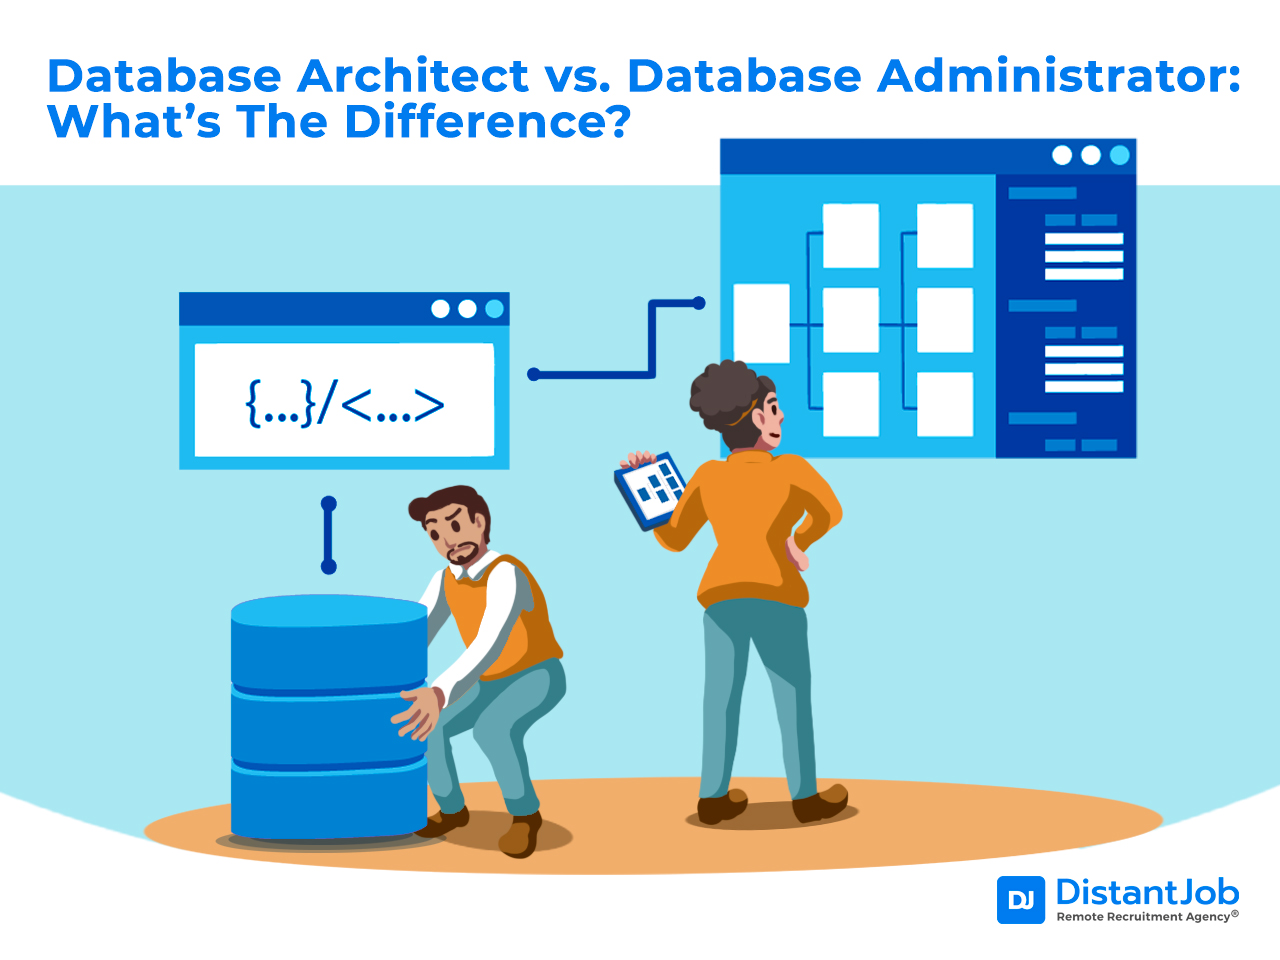 Database Architect vs. Database Administrator:
What’s The Difference?
{...}/<...>
DJ
DistantJob
Remote Recruitment Agency®